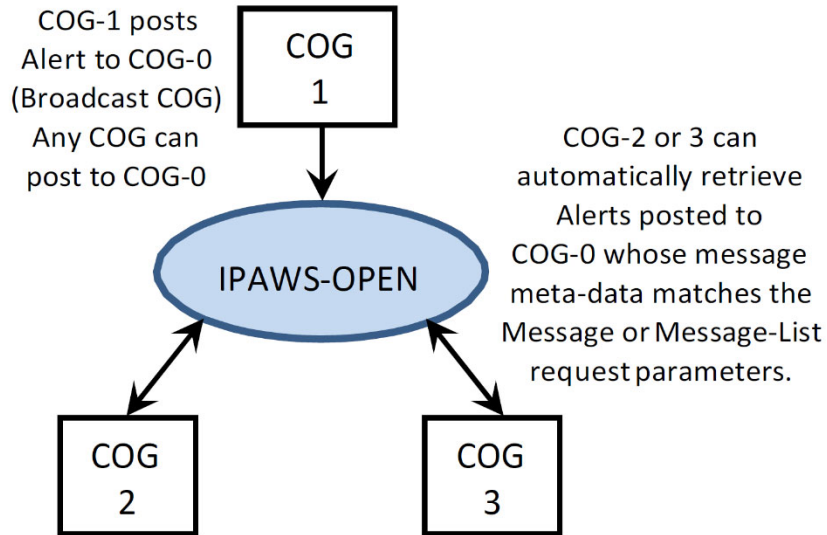 COG-1 posts
Alert to COG-0
(Broadcast COG)
Any COG can
post to COG-0
COG
1
COG-2 or 3 can
automatically retrieve
Alerts posted to
COG-0 whose message
meta-data matches the
Message or Message-List
request parameters.
IPAWS-OPEN
COG
2
COG
3